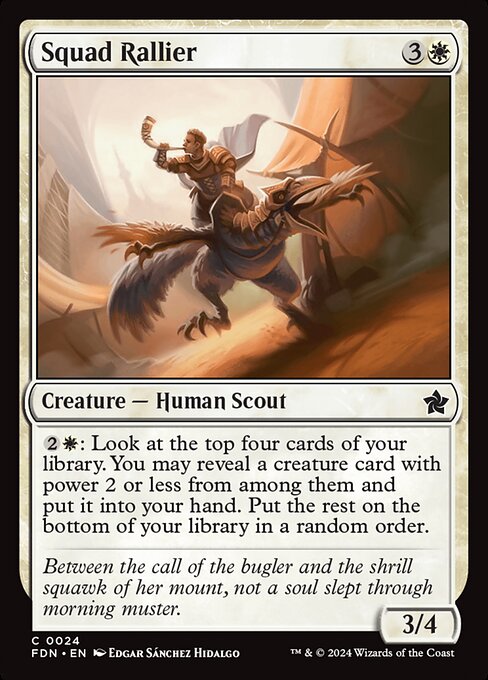 Squad Rallier 3
Creature — Human Scout
2: Look at the top four cards of your
library. You may reveal a creature card with
power 2 or less from among them and
put it into your hand. Put the rest on the
bottom of your library in a random order.
Between the call of the bugler and the shrill
squawk of her mount, not a soul slept through
morning muster.
3/4
C 0024
FDN • EN Edgar Sánchez Hidalgo ™ & © 2024 Wizards of the Coast